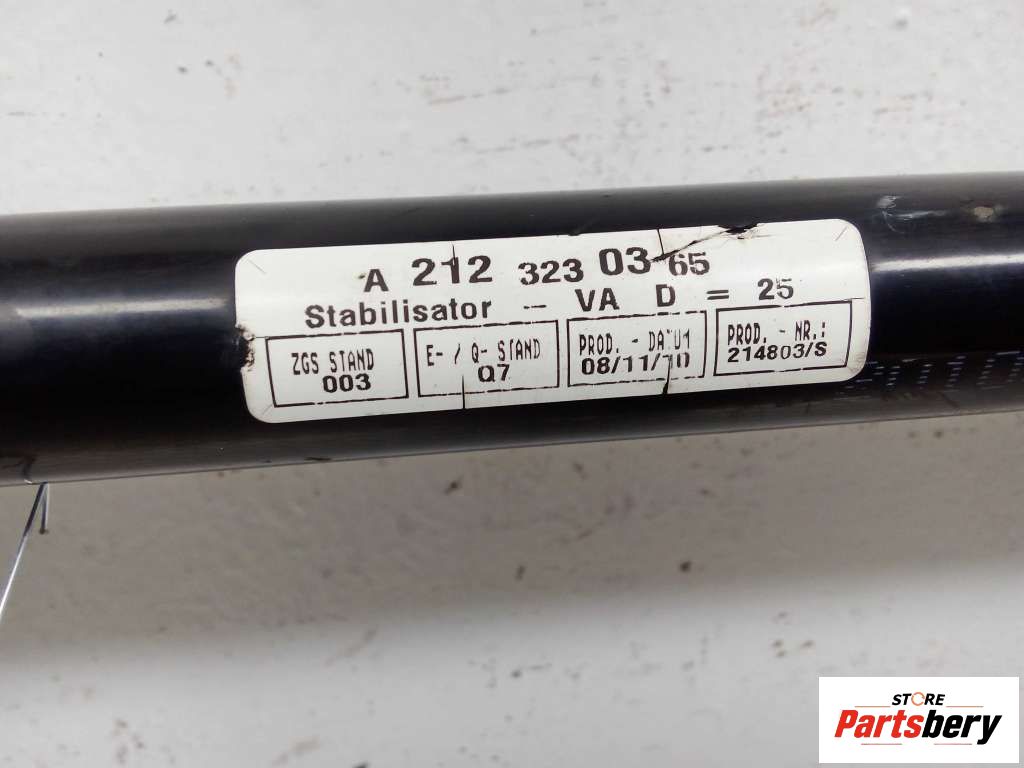 A 212 323 03 65
Stabilisator - VA D = 25
ZGS STAND
003
E- / Q- STAND
Q7
PROD. - DATUM
08/11/10
PROD. - NR.:
214803/S
STORE
Partsbery